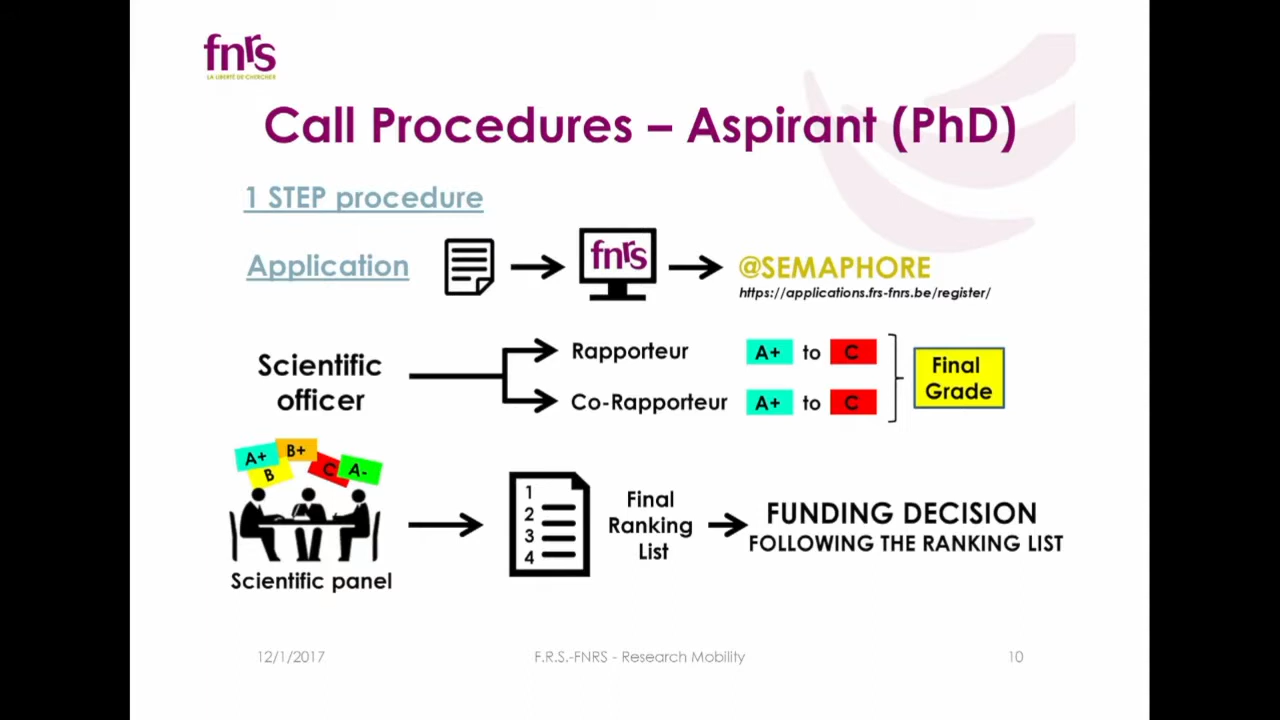 fnrs
LA LIBERTÉ DE CHERCHER
Call Procedures – Aspirant (PhD)
1 STEP procedure
Application
fnrs
@SEMAPHORE
https://applications.frs-fnrs.be/register/
Scientific
officer
Rapporteur
A+ to C
Co-Rapporteur
A+ to C
Final
Grade
A+
B+
B
C
A-
Scientific panel
1
2
3
4
Final
Ranking
List
FUNDING DECISION
FOLLOWING THE RANKING LIST
12/1/2017
F.R.S.-FNRS - Research Mobility
10